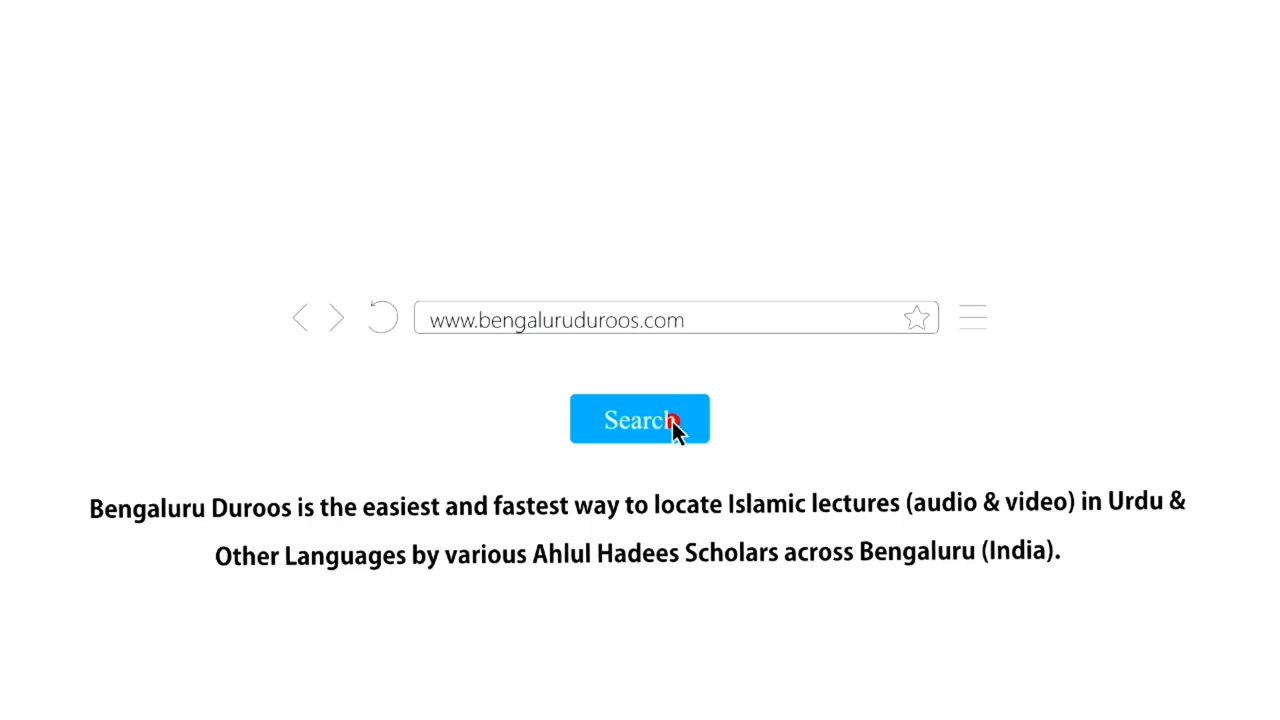 www.bengaluruduroos.com
Search
Bengaluru Duroos is the easiest and fastest way to locate Islamic lectures (audio & video) in Urdu &
Other Languages by various Ahlul Hadees Scholars across Bengaluru (India).